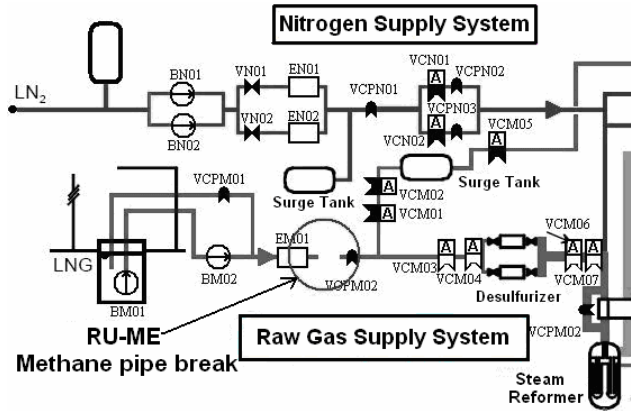 Nitrogen Supply System
LN2
BN01
BN02
VN01
VN02
EN01
EN02
VCPN01
VCN01
VCPN02
VCPN03
VCN02
A
A
VCM05
A
Surge Tank
Surge Tank
A
VCM02
A
VCM01
VCPM01
LNG
BM01
BM02
EM01
VCPM02
A
VCM03
A
VCM04
Desulfurizer
VCM06
A
A
VCM07
VCPM02
RU-ME
Methane pipe break
Raw Gas Supply System
Steam
Reformer